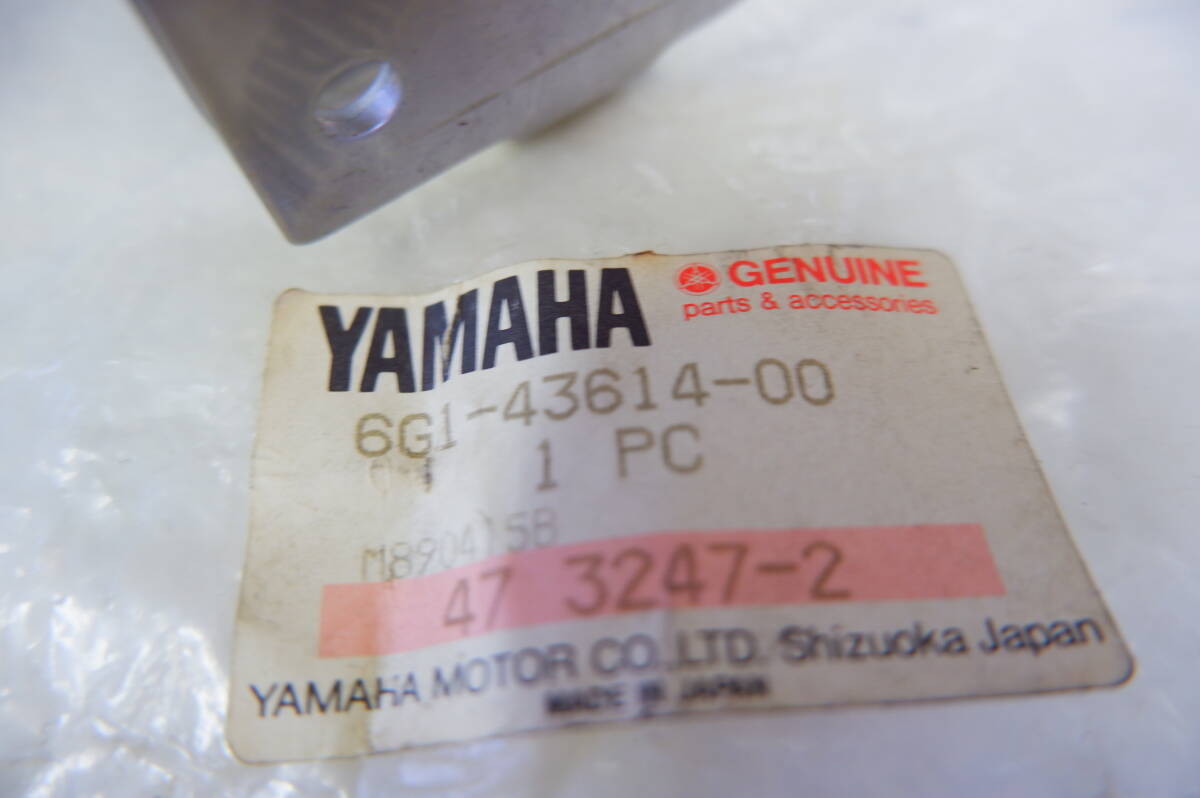 YAMAHA
GENUINE
parts & accessories
6G1-43614-00
1 PC
47 3247-2
YAMAHA MOTOR CO.,LTD. Shizuoka Japan
MADE IN JAPAN